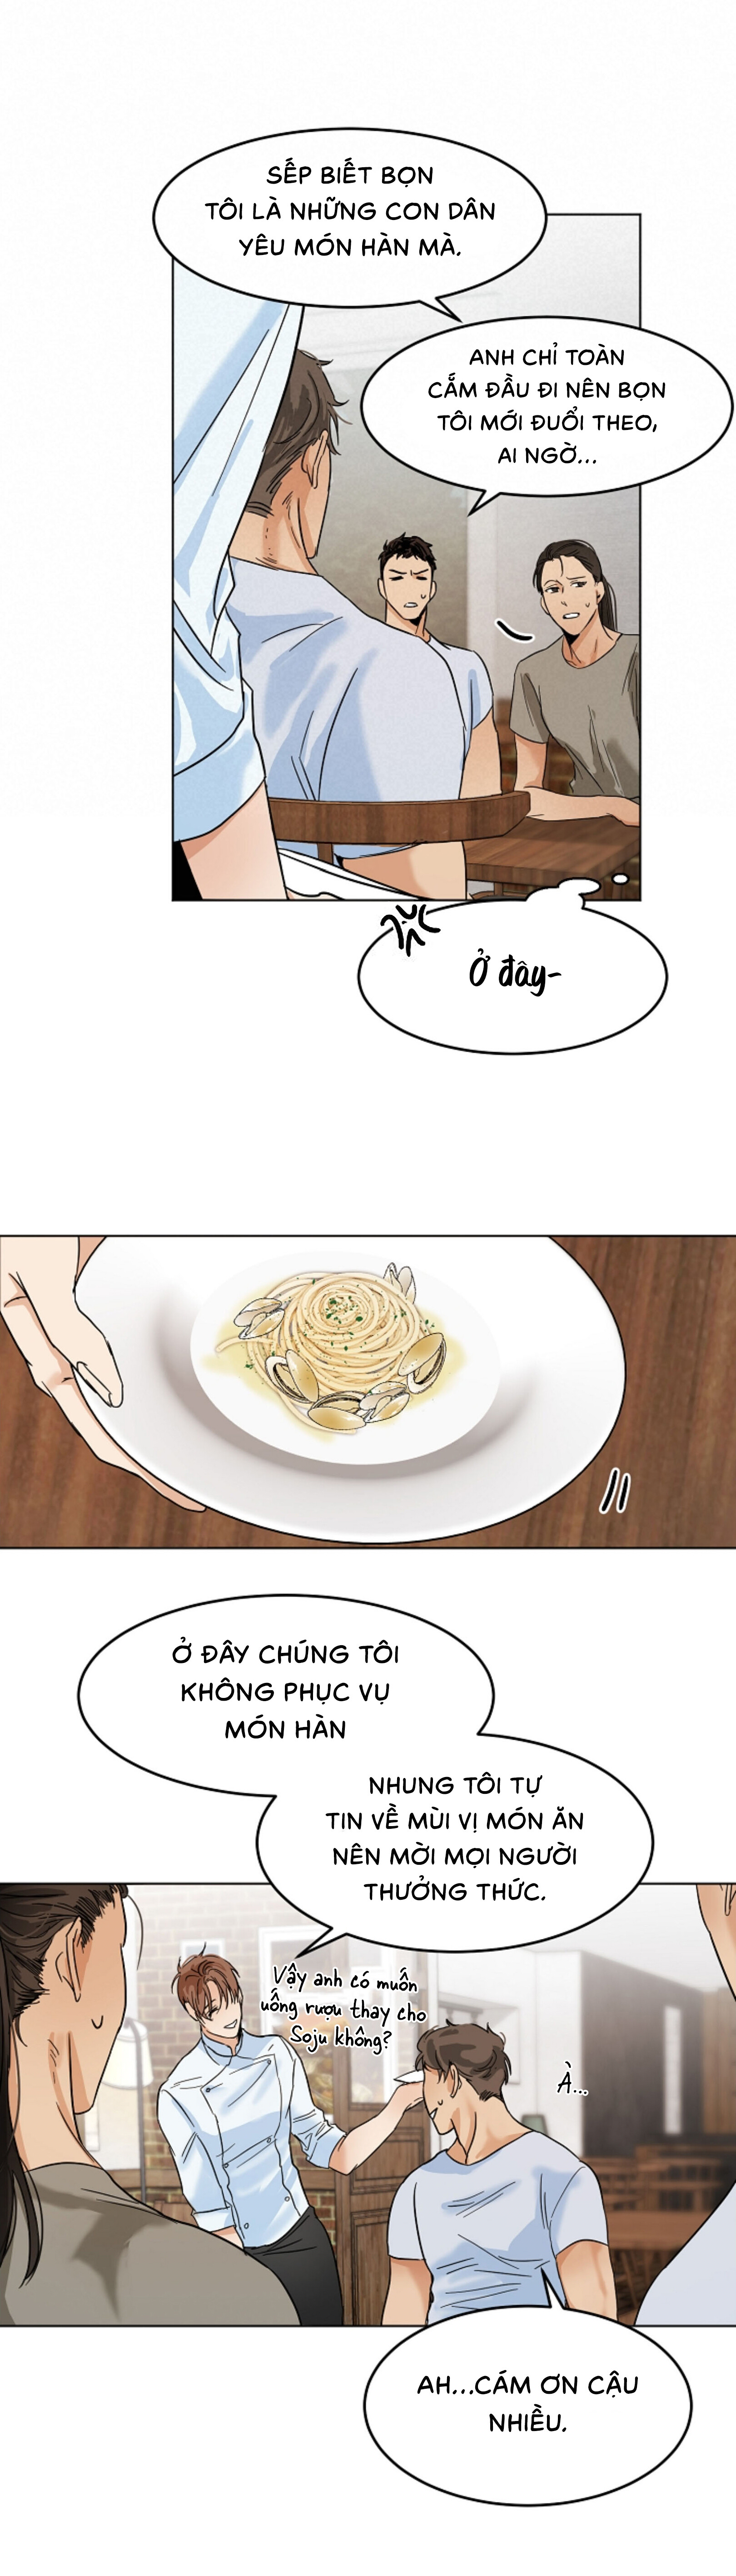 SẾP BIẾT BỌN
TÔI LÀ NHỮNG CON DÂN
YÊU MÓN HÀN MÀ.
ANH CHỈ TOÀN
CẮM ĐẦU ĐI NÊN BỌN
TÔI MỚI ĐUỔI THEO,
AI NGỜ...
Ở đây-
Ở ĐÂY CHÚNG TÔI
KHÔNG PHỤC VỤ
MÓN HÀN
NHUNG TÔI TỰ
TIN VỀ MÙI VỊ MÓN ĂN
NÊN MỜI MỌI NGƯỜI
THƯỞNG THỨC.
Vậy anh có muốn
uống rượu thay cho
Soju không?
À...
AH...CÁM ƠN CẬU
NHIỀU.